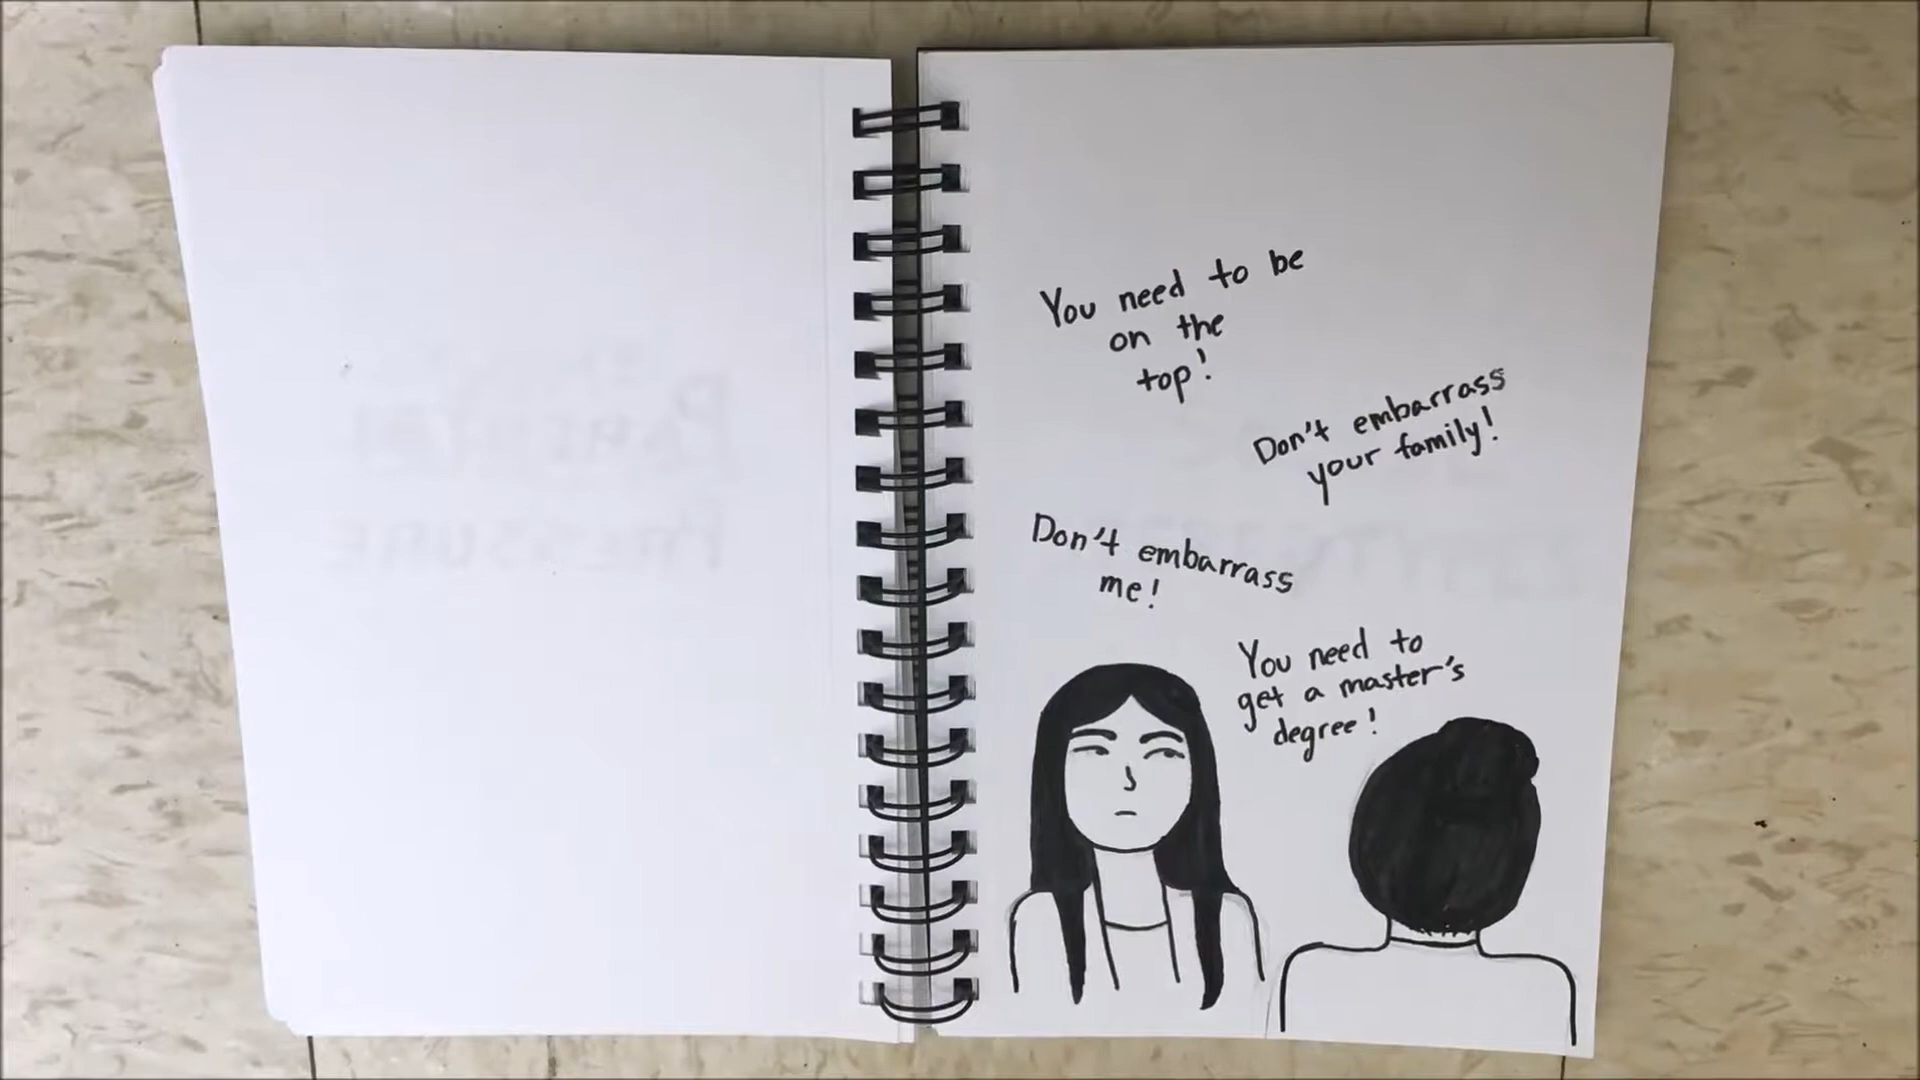 You need to be
on the
top!
Don't embarrass
your family!
Don't embarrass
me!
You need to
get a master's
degree!